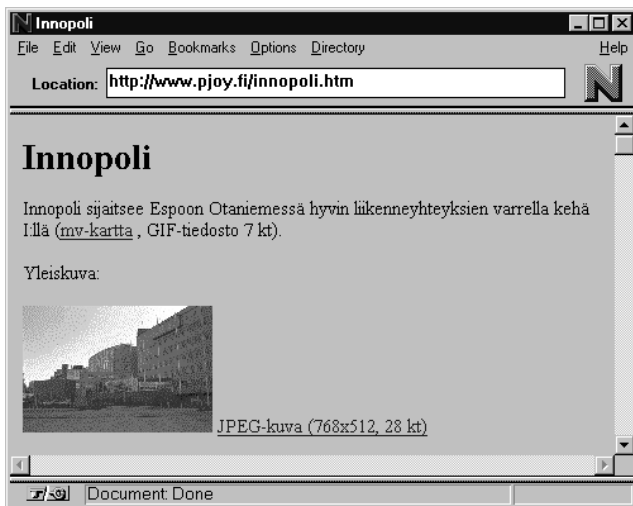 Innopoli
File Edit View Go Bookmarks Options Directory Help
Location: http://www.pjoy.fi/innopoli.htm
N
Innopoli
Innopoli sijaitsee Espoon Otaniemessä hyvin liikenneyhteyksien varrella kehä
I:llä (mv-kartta , GIF-tiedosto 7 kt).
Yleiskuva:
JPEG-kuva (768x512, 28 kt)
Document: Done